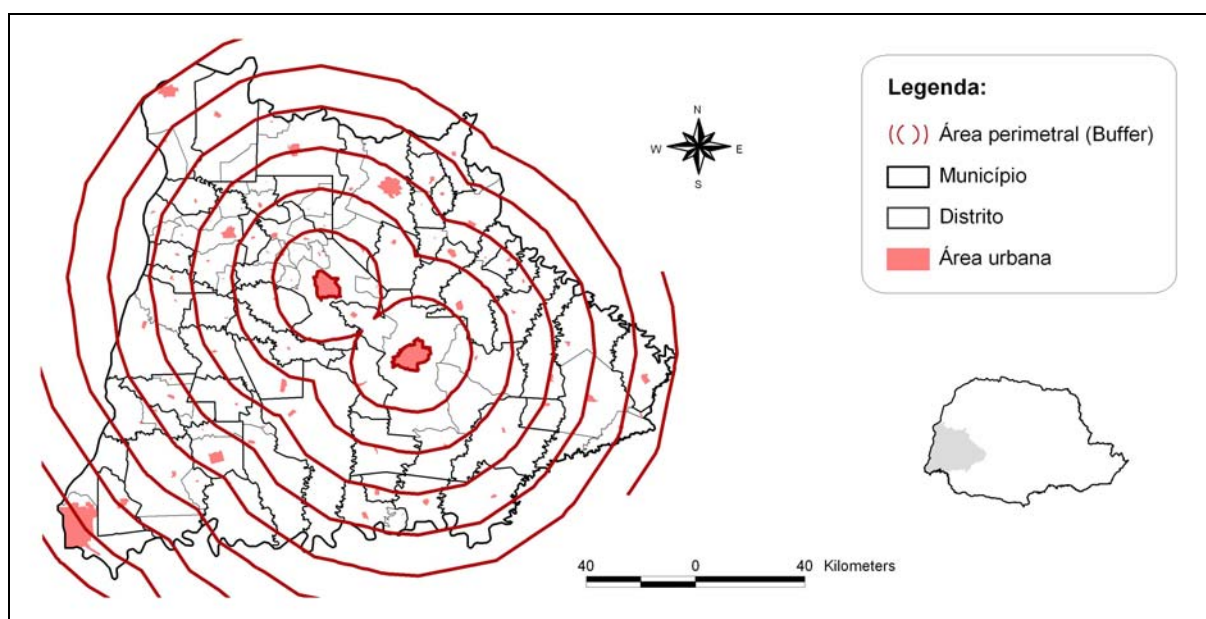 Legenda:
((  )) Área perimetral (Buffer)
Município
Distrito
Área urbana
N
W E
S
40 0 40 Kilometers